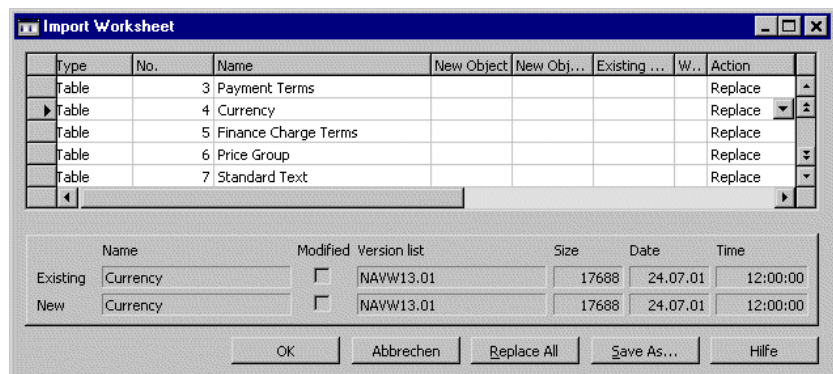 Import Worksheet
Type No. Name New Object New Obj... Existing ... W.. Action
Table 3 Payment Terms Replace
Table 4 Currency Replace
Table 5 Finance Charge Terms Replace
Table 6 Price Group Replace
Table 7 Standard Text Replace
Name Modified Version list Size Date Time
Existing Currency NAVW13.01 17688 24.07.01 12:00:00
New Currency NAVW13.01 17688 24.07.01 12:00:00
OK Abbrechen Replace All Save As... Hilfe